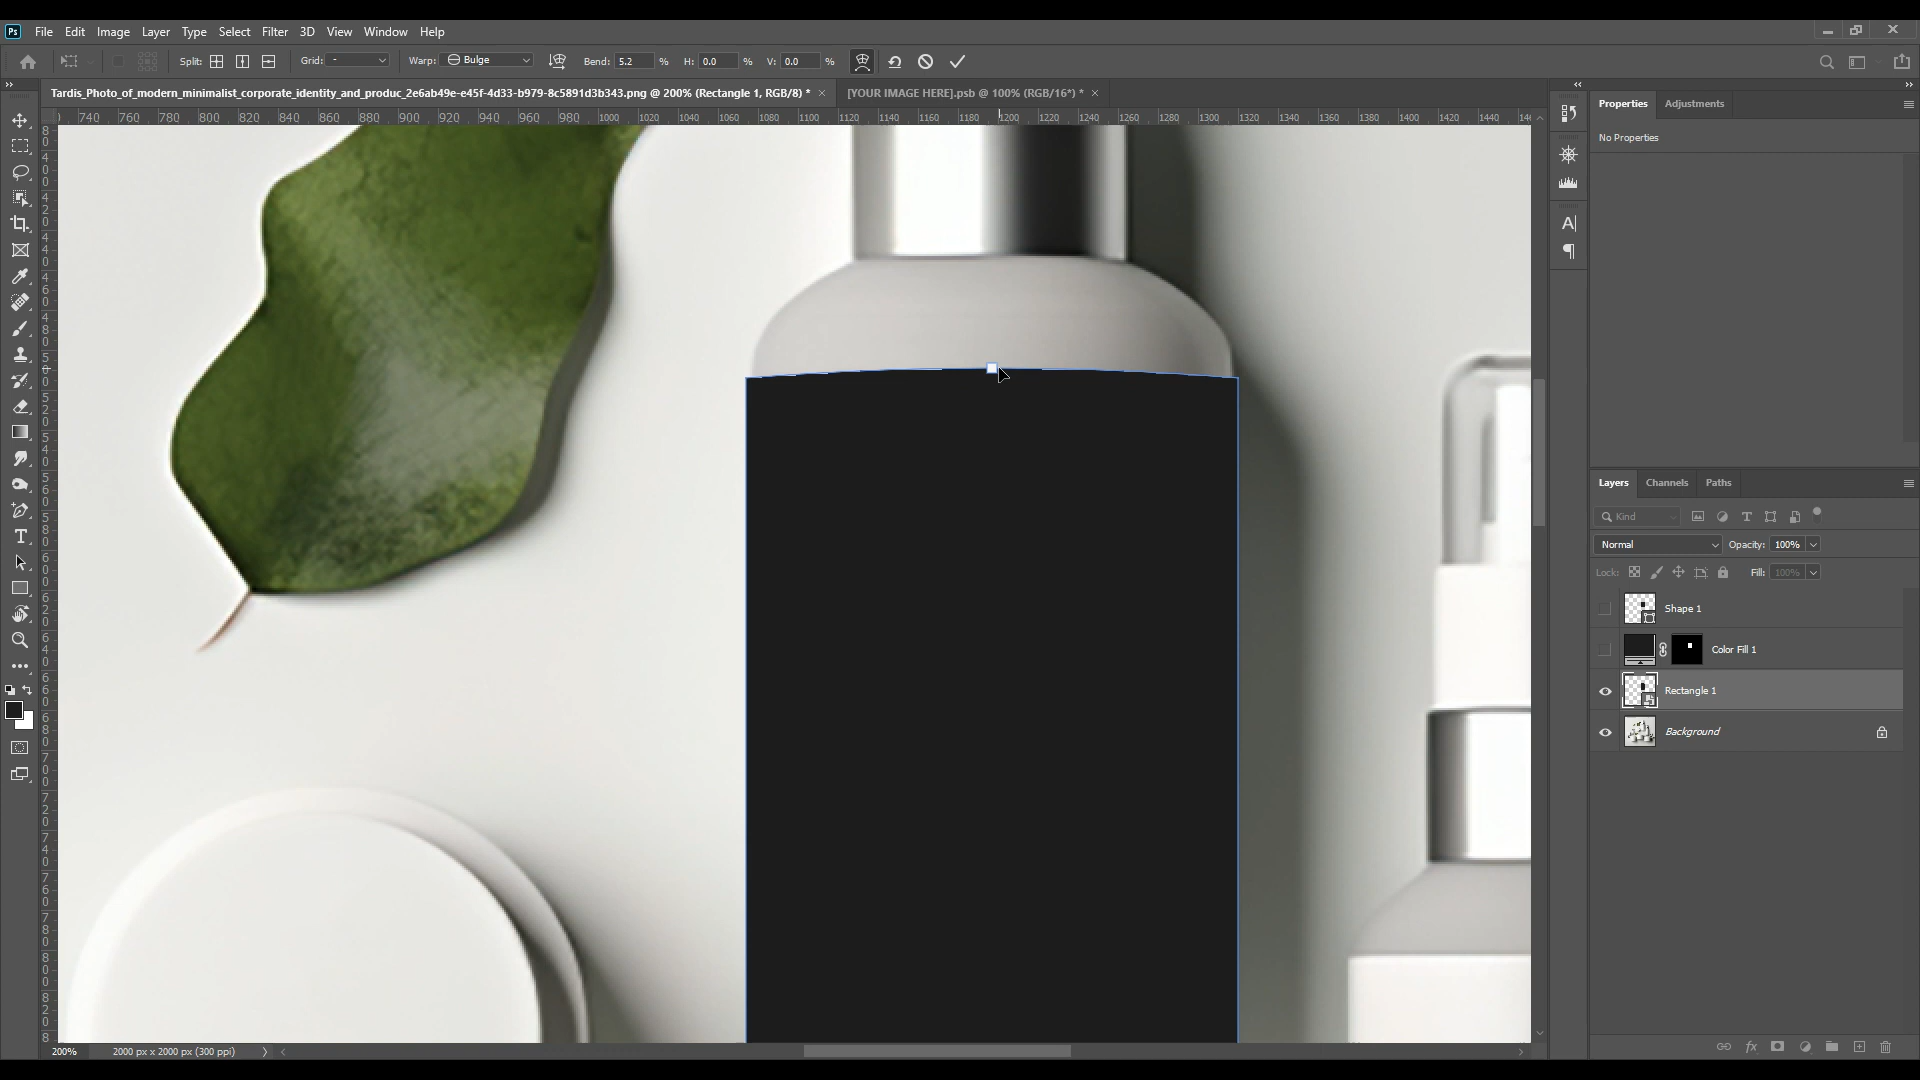 Ps File Edit Image Layer Type Select Filter 3D View Window Help
Split: Grid: - Warp: Bulge Bend: 5.2 % H: 0.0 % V: 0.0 %
Tardis_Photo_of_modern_minimalist_corporate_identity_and_produc_2e6ab49e-e45f-4d33-b979-8c5891d3b343.png @ 200% (Rectangle 1, RGB/8) * × [YOUR IMAGE HERE].psb @ 100% (RGB/16*) * ×
740 760 780 800 820 840 860 880 900 920 940 960 980 1000 1020 1040 1060 1080 1100 1120 1140 1160 1180 1200 1220 1240 1260 1280 1300 1320 1340 1360 1380 1400 1420 1440
Properties Adjustments
No Properties
Layers Channels Paths
Kind
Normal Opacity: 100%
Lock: Fill: 100%
Shape 1
Color Fill 1
Rectangle 1
Background
200% 2000 px x 2000 px (300 ppi)